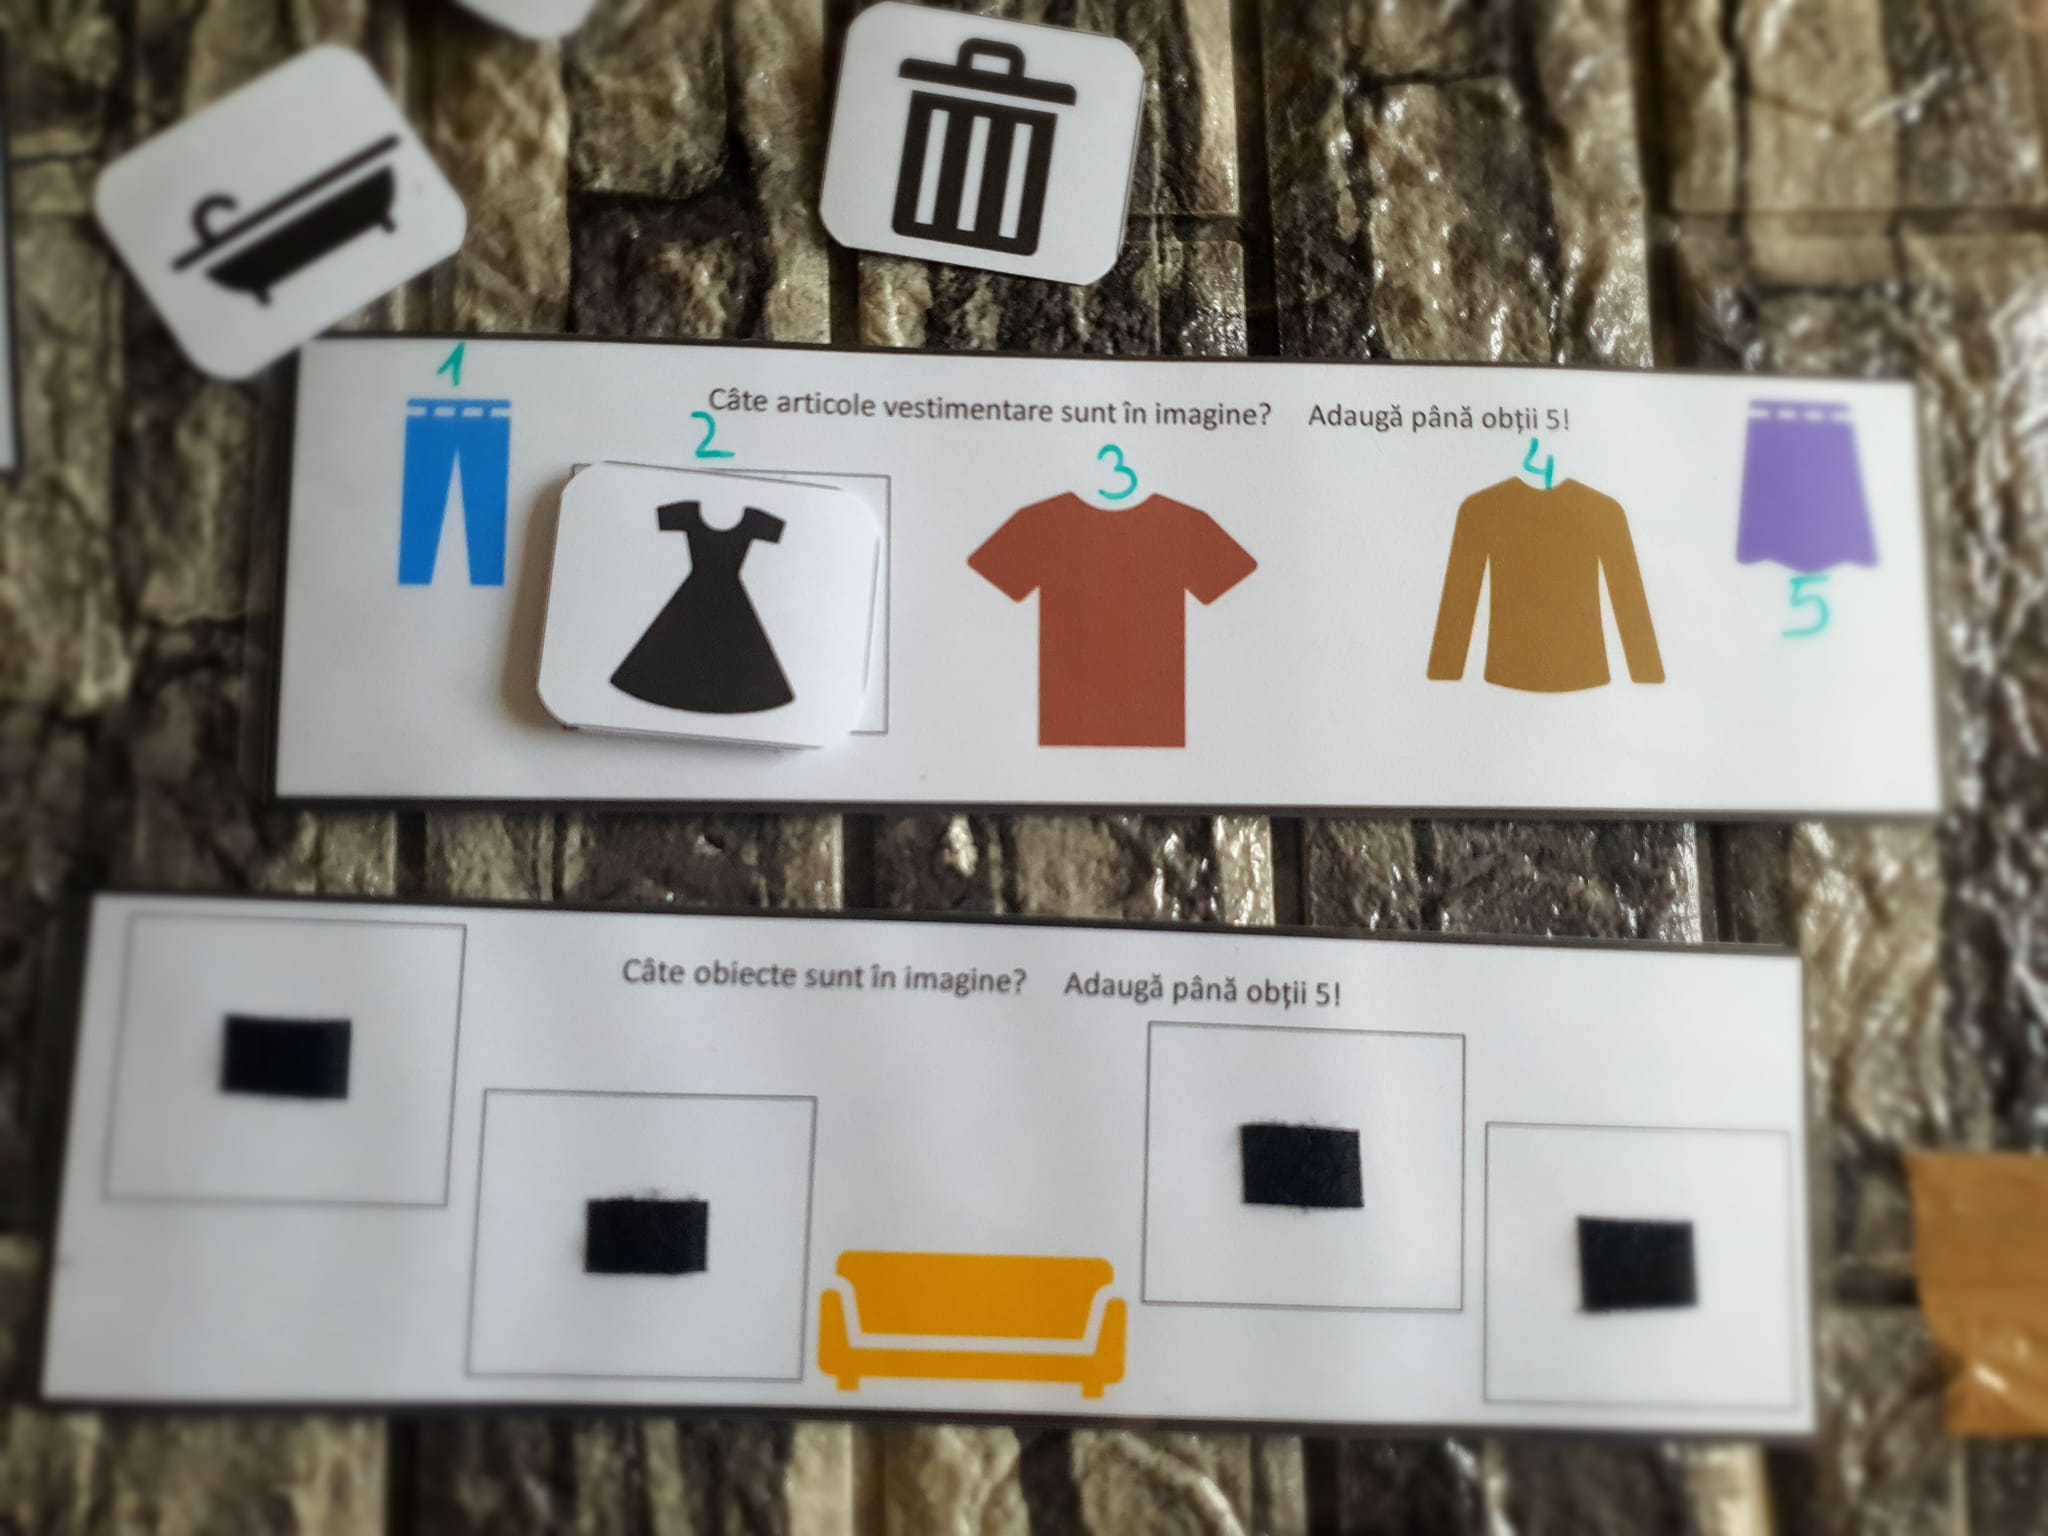 1
Câte articole vestimentare sunt în imagine? Adaugă până obții 5!
2
3
4
5
Câte obiecte sunt în imagine? Adaugă până obții 5!